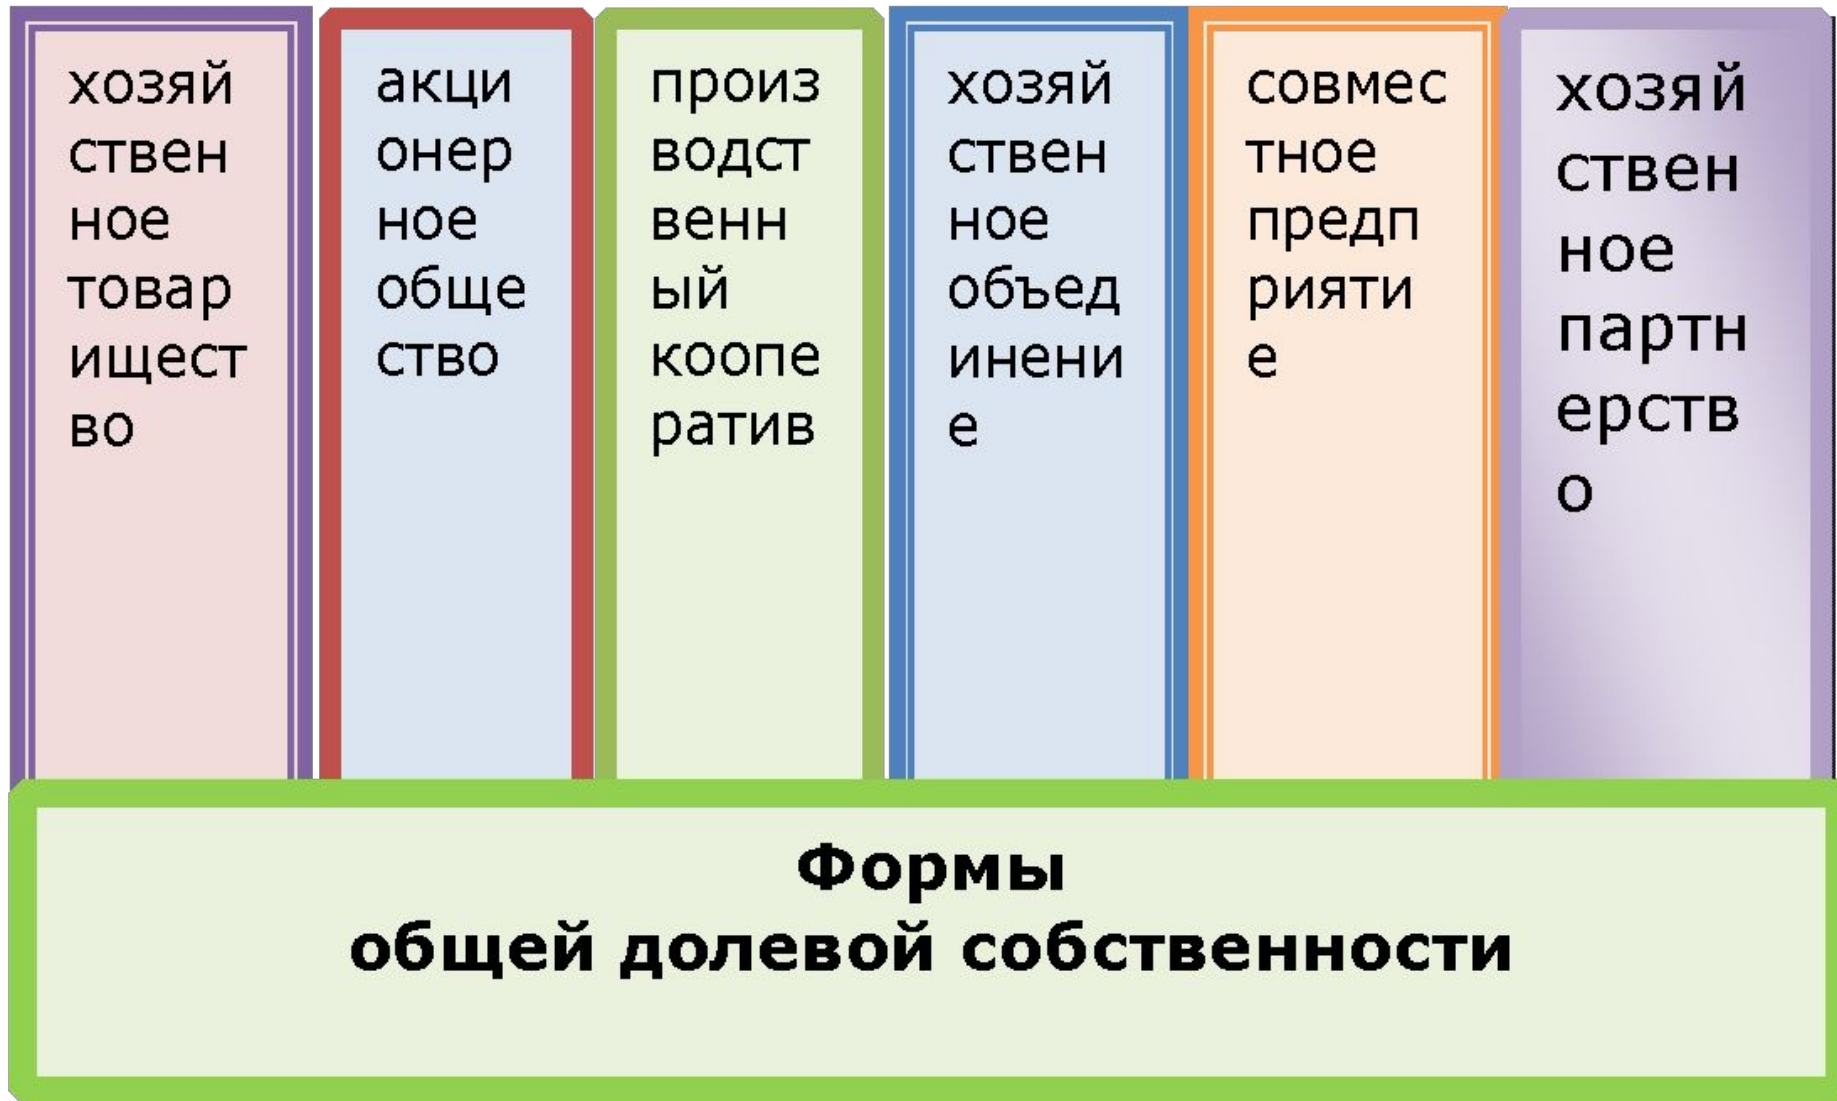 хозяй
ствен
ное
товар
ищест
во
акци
онер
ное
обще
ство
произ
водст
венн
ый
коопе
ратив
хозяй
ствен
ное
объед
инени
е
совмес
тное
предп
рияти
е
хозяй
ствен
ное
партн
ерств
о
Формы
общей долевой собственности